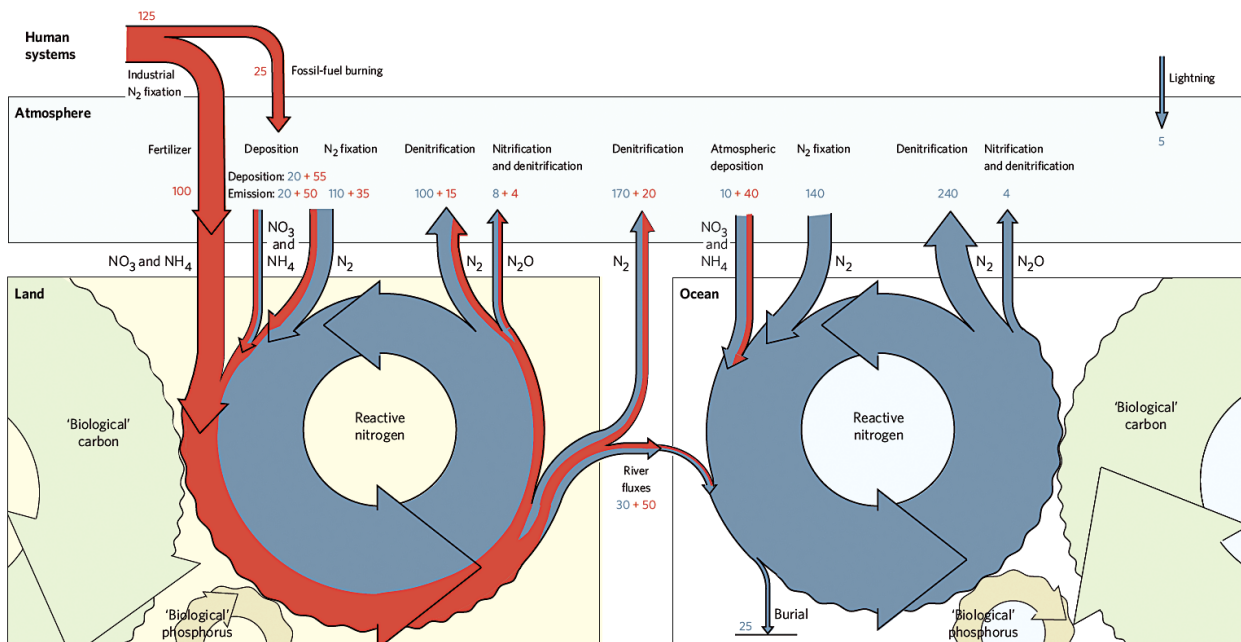 125
Human
systems
25
Fossil-fuel burning
Industrial
N₂ fixation
Lightning
Atmosphere
5
Fertilizer
100
Deposition
Deposition: 20 + 55
Emission: 20 + 50
N₂ fixation
110 + 35
Denitrification
100 + 15
Nitrification
and denitrification
8 + 4
Denitrification
170 + 20
Atmospheric
deposition
10 + 40
N₂ fixation
140
Denitrification
240
Nitrification
and denitrification
4
NO₃ and NH₄
NO₃
and
NH₄
N₂
N₂
N₂O
N₂
NO₃
and
NH₄
N₂
N₂
N₂O
Land
'Biological'
carbon
Reactive
nitrogen
'Biological'
phosphorus
River
fluxes
30 + 50
Ocean
Reactive
nitrogen
'Biological'
carbon
Burial
25
'Biological'
phosphorus